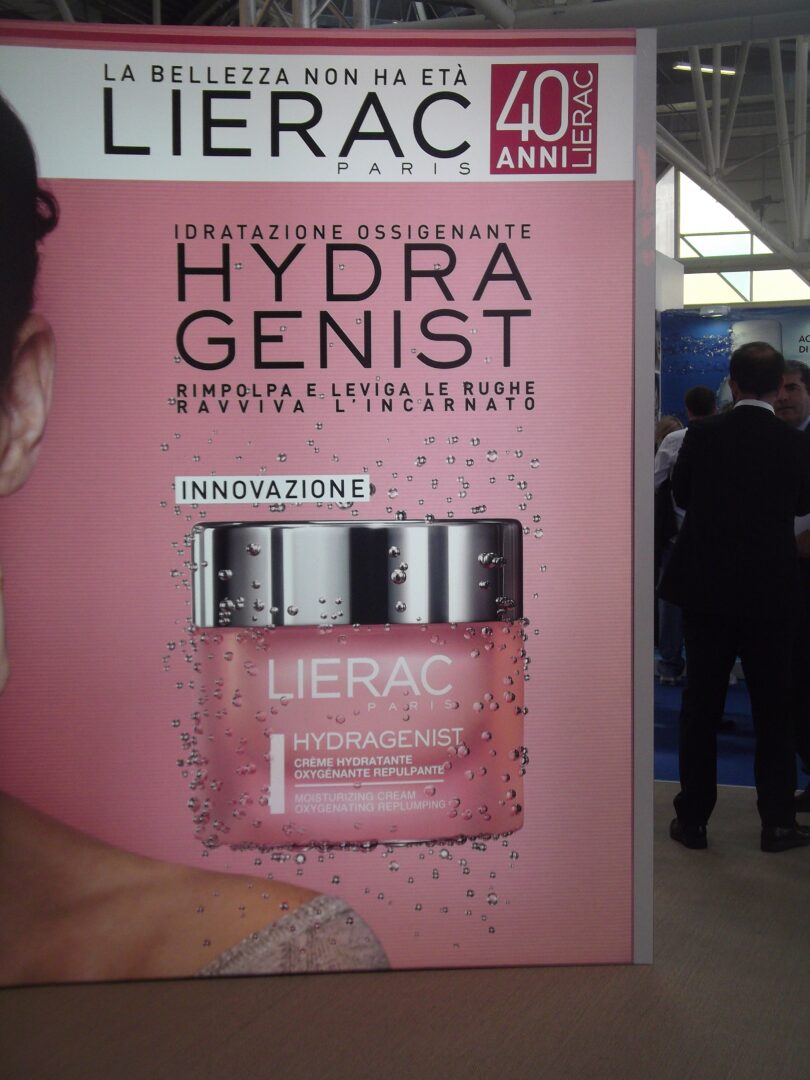 LA BELLEZZA NON HA ETÀ
LIERAC
PARIS
40
ANNI
LIERAC
IDRATAZIONE OSSIGENANTE
HYDRA
GENIST
RIMPOLPA E LEVIGA LE RUGHE
RAVVIVA L'INCARNATO
INNOVAZIONE
LIERAC
PARIS
HYDRAGENIST
CRÈME HYDRATANTE
OXYGÉNANTE REPULPANTE
MOISTURIZING CREAM
OXYGENATING REPLUMPING
DI